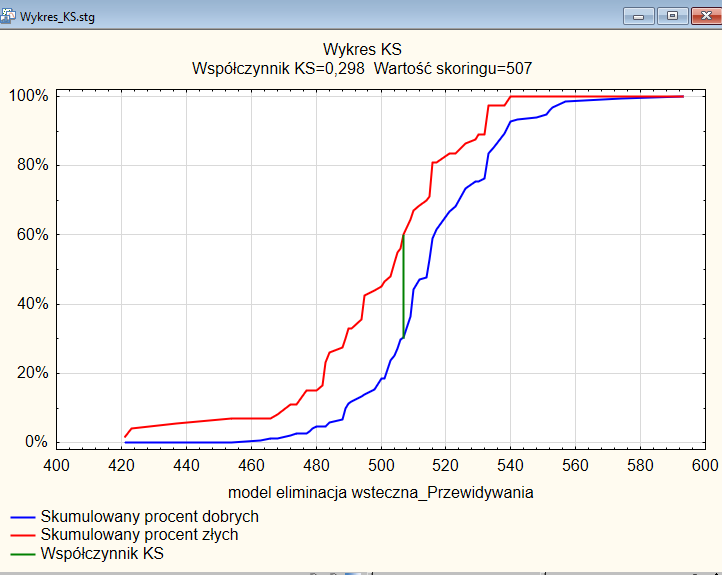 Wykres_KS.stg
Wykres KS
Współczynnik KS=0,298 Wartość skoringu=507
100%
80%
60%
40%
20%
0%
400 420 440 460 480 500 520 540 560 580 600
model eliminacja wsteczna_Przewidywania
Skumulowany procent dobrych
Skumulowany procent złych
Współczynnik KS